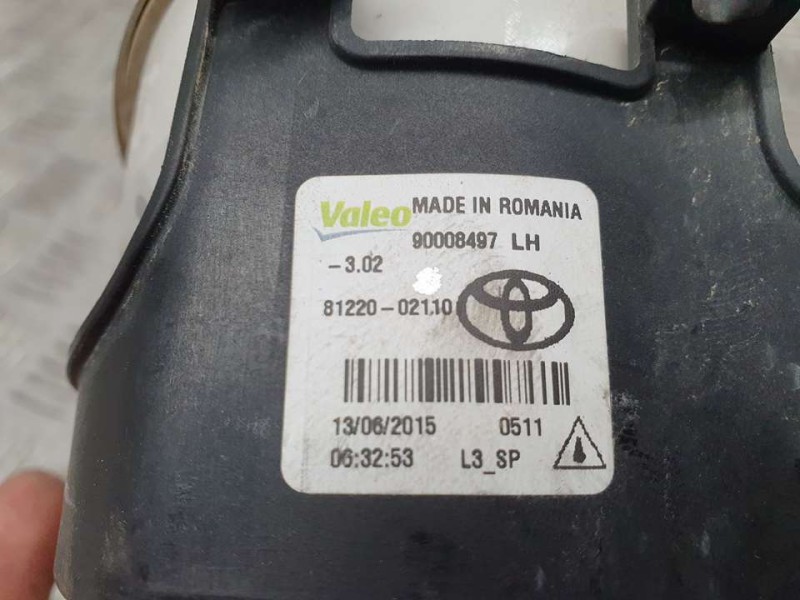 Valeo MADE IN ROMANIA
90008497 LH
-3.02
81220-02110
13/06/2015 0511
06:32:53 L3_SP